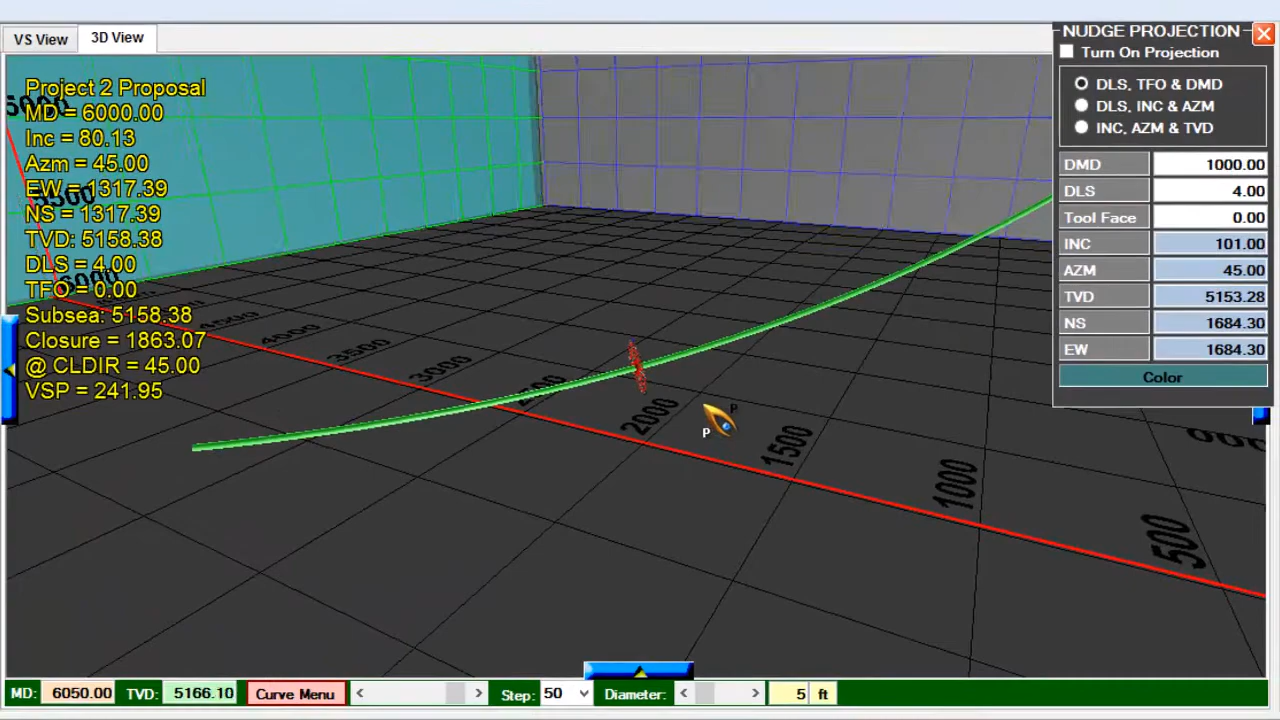 VS View
3D View
Project 2 Proposal
MD = 6000.00
Inc = 80.13
Azm = 45.00
EW = 1317.39
NS = 1317.39
TVD: 5158.38
DLS = 4.00
TFO = 0.00
Subsea: 5158.38
Closure = 1863.07
@ CLDIR = 45.00
VSP = 241.95
5000
5500
6000
4500
4000
3500
3000
2500
2000
1500
1000
500
P
P
NUDGE PROJECTION
Turn On Projection
DLS, TFO & DMD
DLS, INC & AZM
INC, AZM & TVD
DMD 1000.00
DLS 4.00
Tool Face 0.00
INC 101.00
AZM 45.00
TVD 5153.28
NS 1684.30
EW 1684.30
Color
MD: 6050.00 TVD: 5166.10 Curve Menu Step: 50 Diameter: 5 ft